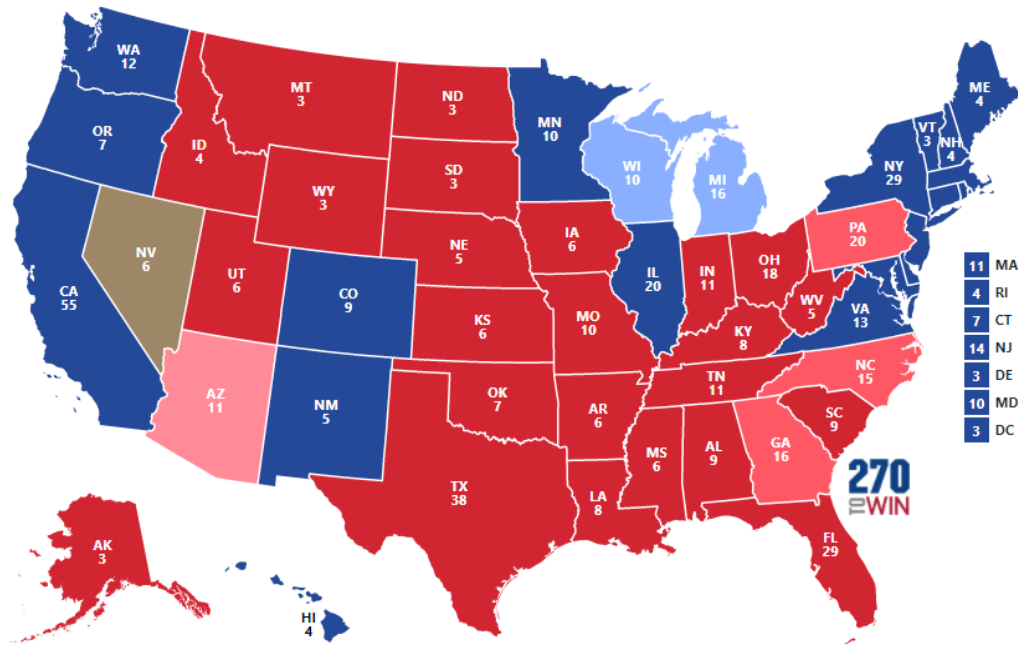 WA
12
OR
7
CA
55
NV
6
ID
4
MT
3
WY
3
UT
6
AZ
11
CO
9
NM
5
ND
3
SD
3
NE
5
KS
6
OK
7
TX
38
MN
10
IA
6
MO
10
AR
6
LA
8
WI
10
IL
20
MI
16
IN
11
OH
18
KY
8
TN
11
MS
6
AL
9
GA
16
FL
29
SC
9
NC
15
VA
13
WV
5
PA
20
NY
29
VT
3
NH
4
ME
4
AK
3
HI
4
11 MA
4 RI
7 CT
14 NJ
3 DE
10 MD
3 DC
270
TO WIN